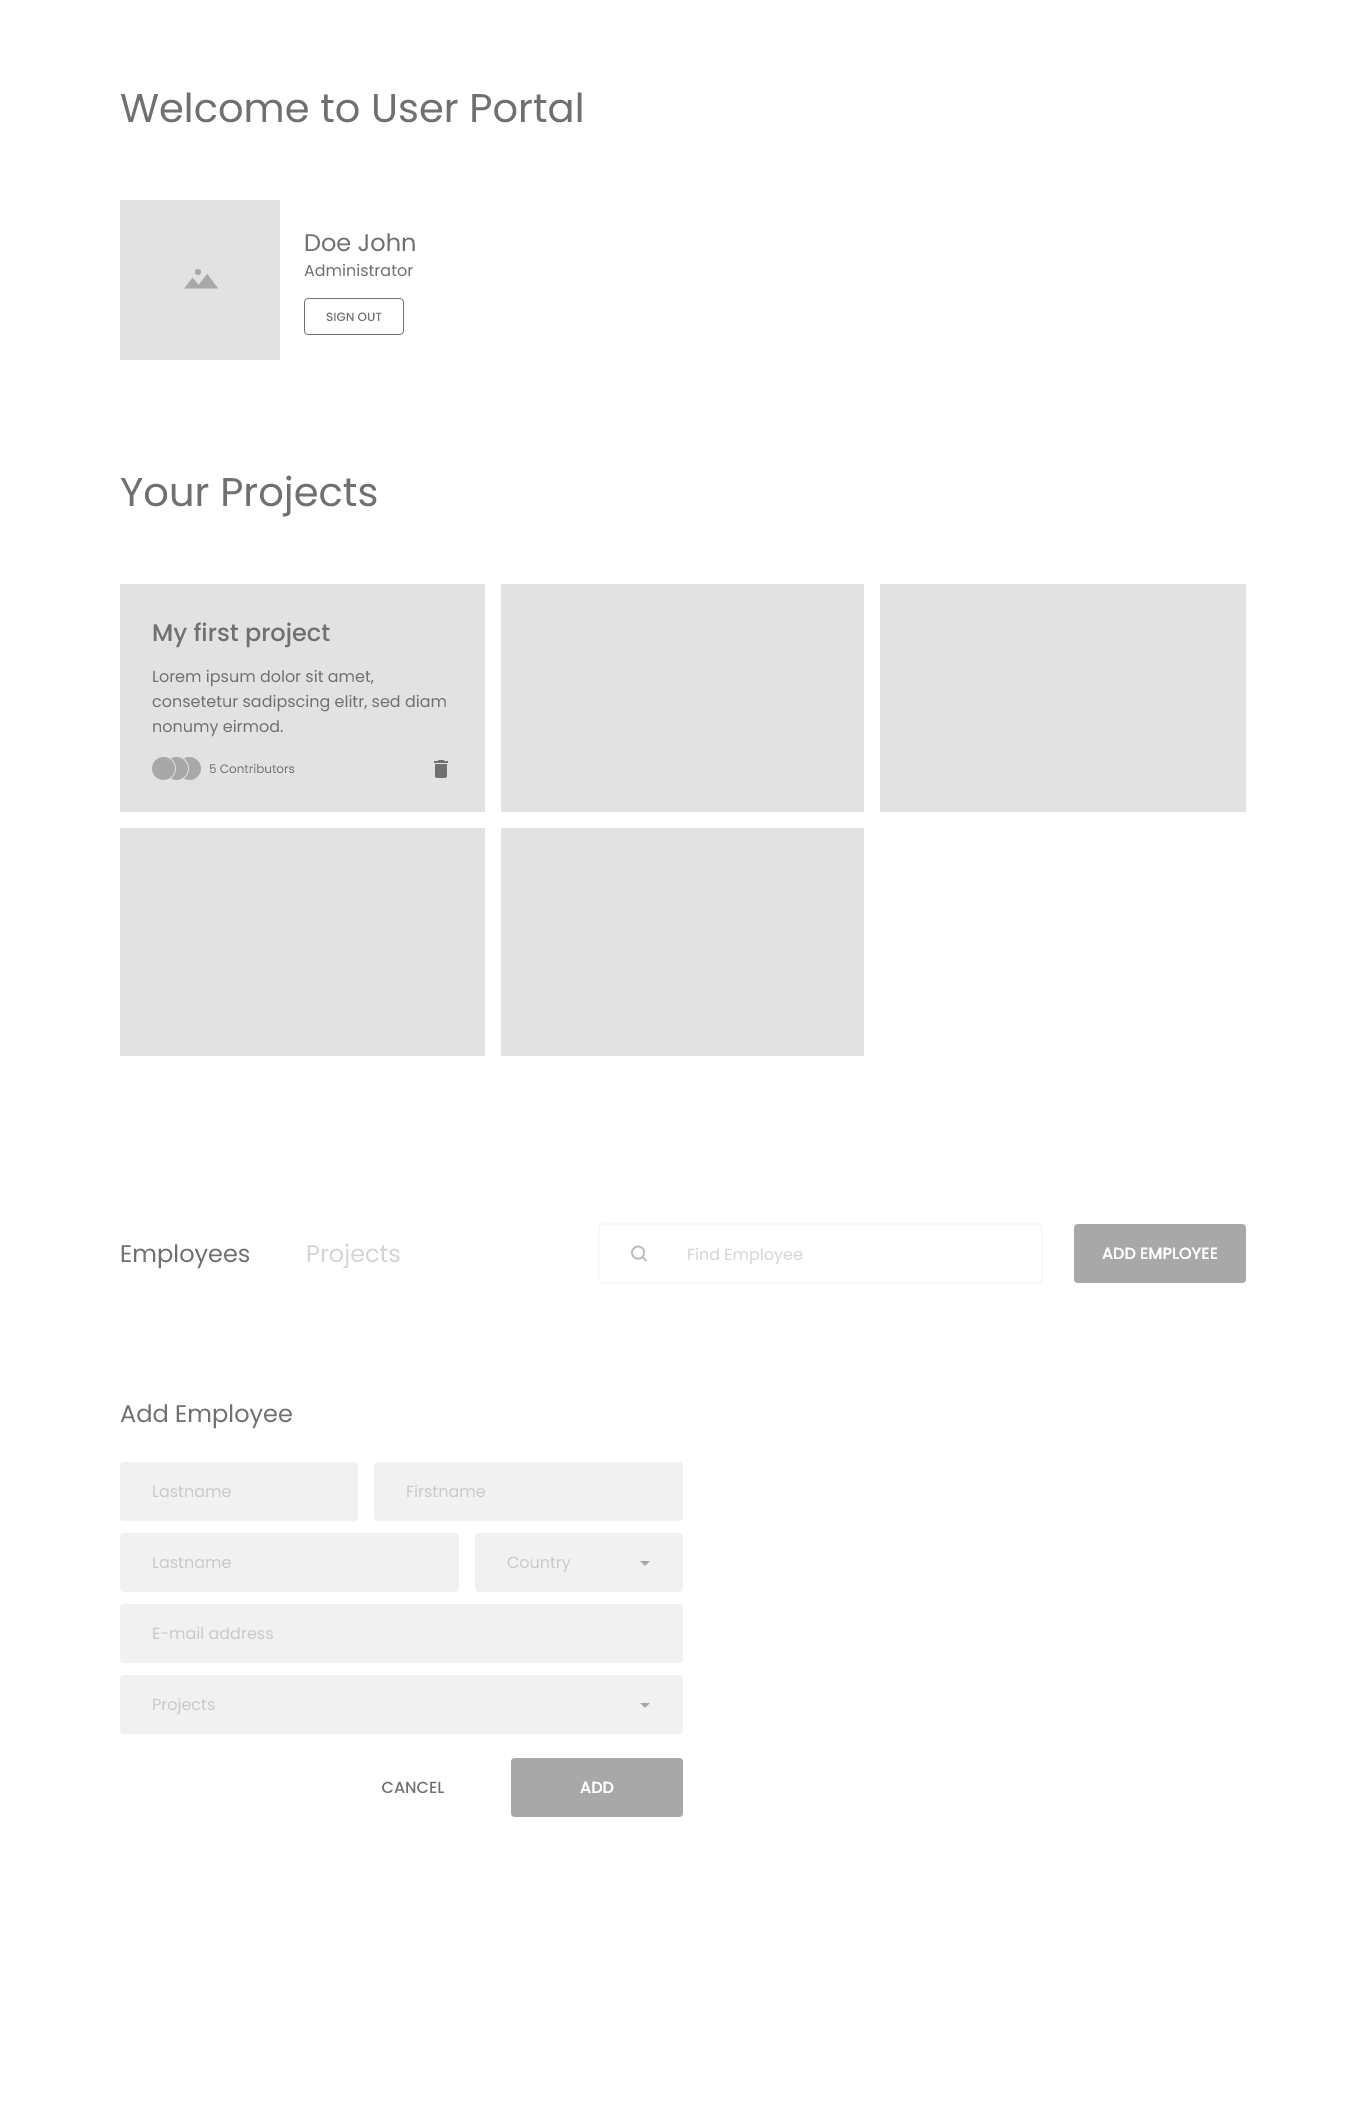 Welcome to User Portal
Doe John
Administrator
SIGN OUT
Your Projects
My first project
Lorem ipsum dolor sit amet,
consetetur sadipscing elitr, sed diam
nonumy eirmod.
5 Contributors
Employees Projects Find Employee ADD EMPLOYEE
Add Employee
Lastname Firstname
Lastname Country
E-mail address
Projects
CANCEL ADD